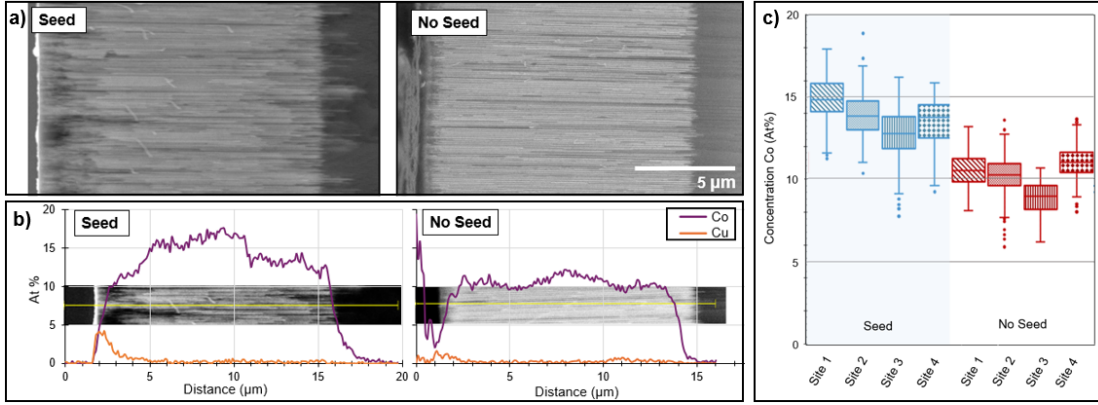 a)
Seed
No Seed
5 µm
b)
Seed
No Seed
Co
Cu
At %
20
15
10
5
0
0 5 10 15 20
Distance (µm)
0 5 10 15
Distance (µm)
c)
Concentration Co (At%)
20
15
10
5
0
Seed
No Seed
Site 1
Site 2
Site 3
Site 4
Site 1
Site 2
Site 3
Site 4